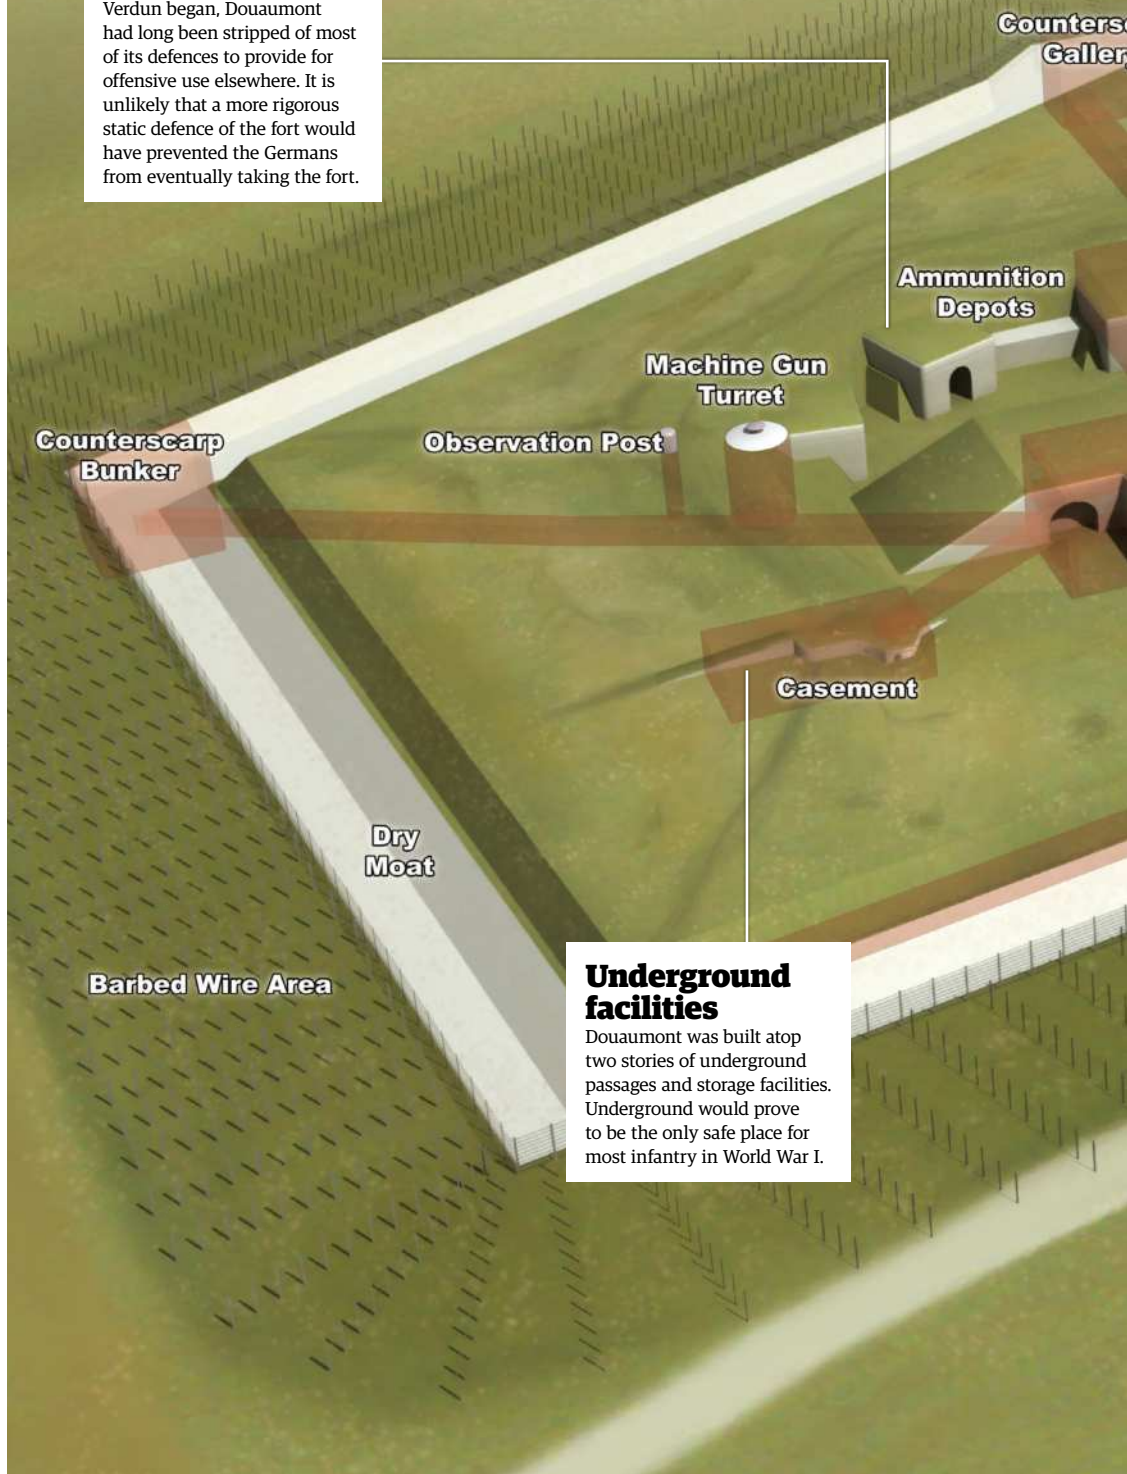 Verdun began, Douaumont
had long been stripped of most
of its defences to provide for
offensive use elsewhere. It is
unlikely that a more rigorous
static defence of the fort would
have prevented the Germans
from eventually taking the fort.
Ammunition
Depots
Machine Gun
Turret
Observation Post
Counterscarp
Bunker
Casement
Dry
Moat
Barbed Wire Area
Underground
facilities
Douaumont was built atop
two stories of underground
passages and storage facilities.
Underground would prove
to be the only safe place for
most infantry in World War I.